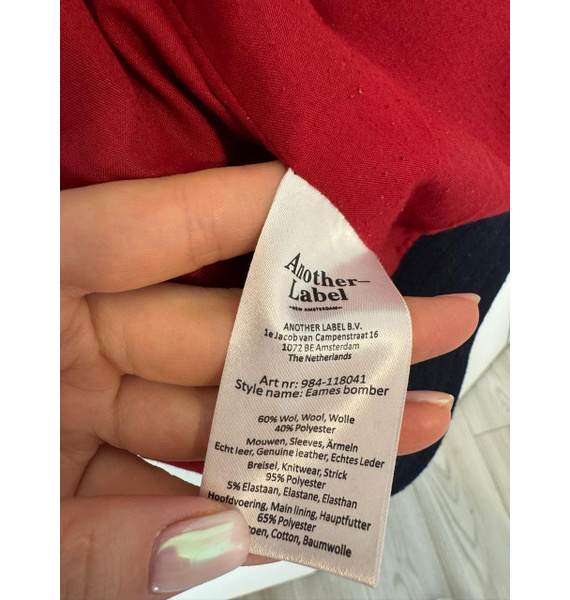 Another-
Label
NEW AMSTERDAM
ANOTHER LABEL B.V.
1e Jacob van Campenstraat 16
1072 BE Amsterdam
The Netherlands
Art nr: 984-118041
Style name: Eames bomber
60% Wol, Wool, Wolle
40% Polyester
Mouwen, Sleeves, Ärmeln
Echt leer, Genuine leather, Echtes Leder
Breisel, Knitwear, Strick
95% Polyester
5% Elastaan, Elastane, Elasthan
Hoofdvoering, Main lining, Hauptfutter
65% Polyester
Cotton, Baumwolle